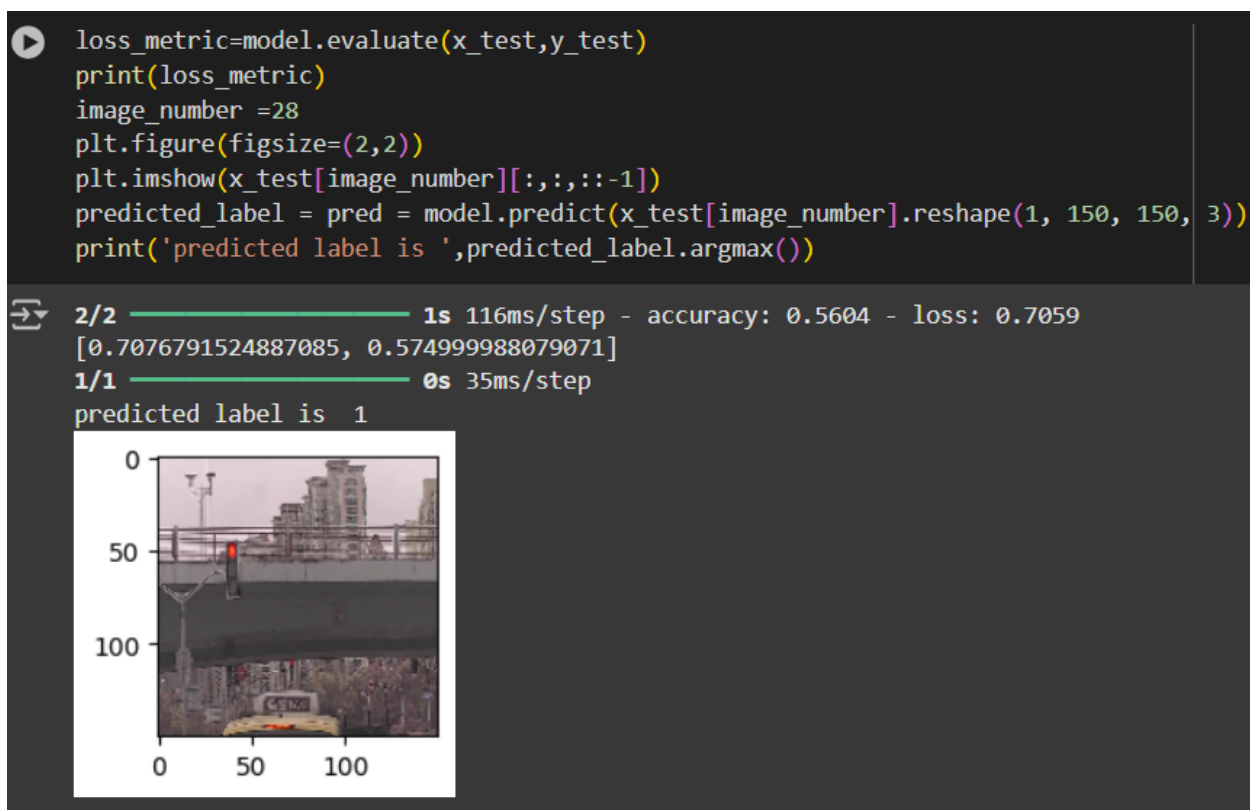 loss_metric=model.evaluate(x_test,y_test)
print(loss_metric)
image_number =28
plt.figure(figsize=(2,2))
plt.imshow(x_test[image_number][:,:,::-1])
predicted_label = pred = model.predict(x_test[image_number].reshape(1, 150, 150, 3))
print('predicted label is ',predicted_label.argmax())
2/2 ━━━━━━━━━━━━━━━━━━━━ 1s 116ms/step - accuracy: 0.5604 - loss: 0.7059
[0.7076791524887085, 0.574999988079071]
1/1 ━━━━━━━━━━━━━━━━━━━━ 0s 35ms/step
predicted label is  1
0
50
100
0 50 100